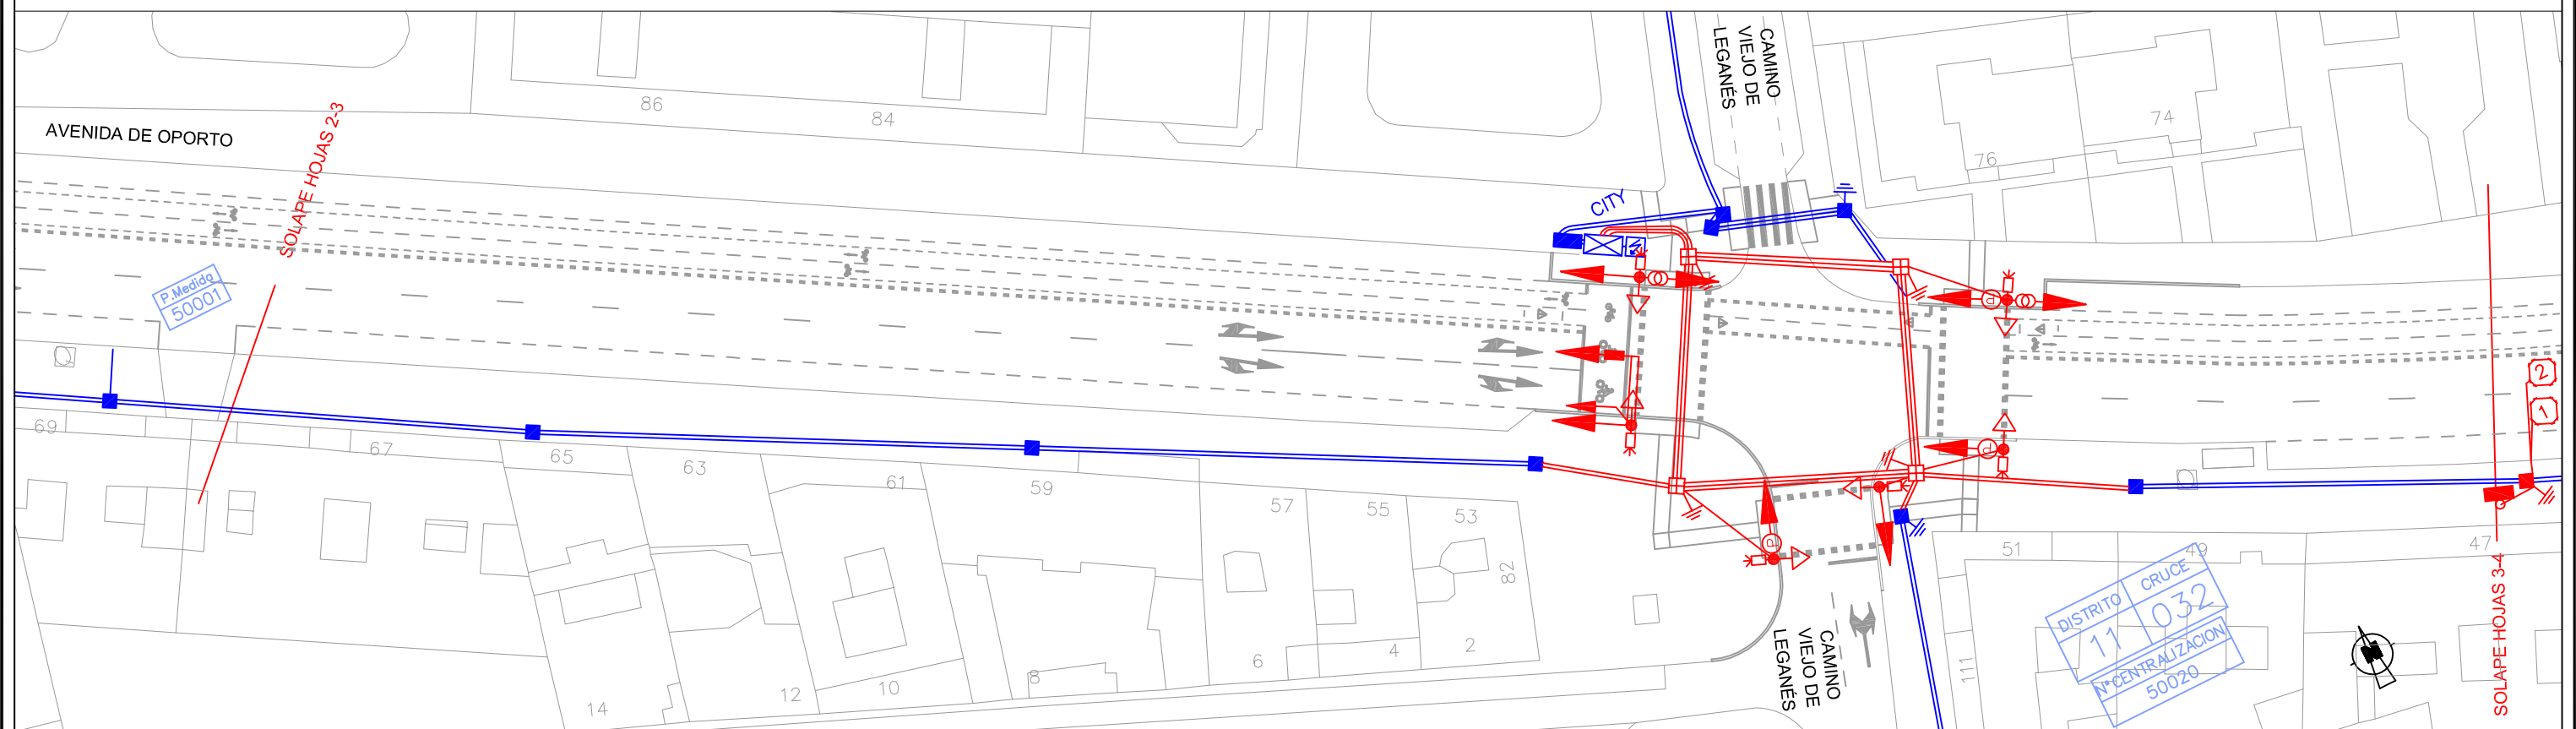 CAMINO
VIEJO DE
LEGANÉS
86
84
74
76
AVENIDA DE OPORTO
SOLAPE HOJAS 2-3
CITY
P.Medida
50001
2
1
69
67
65
63
61
59
57
55
53
82
51
49
47
P
P
P
DISTRITO
CRUCE
11
032
NºCENTRALIZACION
50020
SOLAPE HOJAS 3-4
CAMINO
VIEJO DE
LEGANÉS
111
14
12
10
8
6
4
2